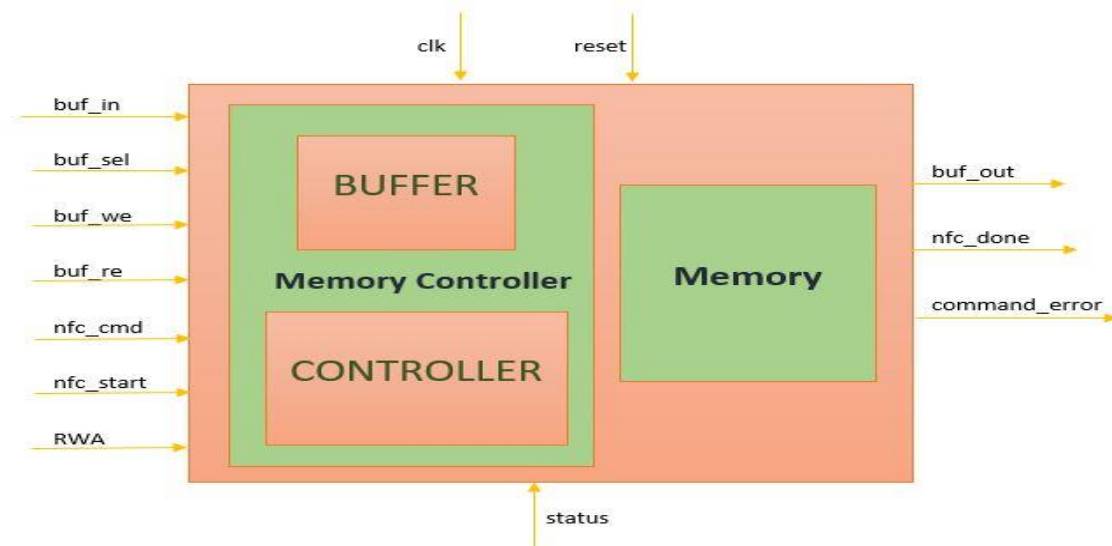 clk
reset
buf_in
buf_sel
buf_we
buf_re
nfc_cmd
nfc_start
RWA
BUFFER
Memory Controller
CONTROLLER
Memory
buf_out
nfc_done
command_error
status